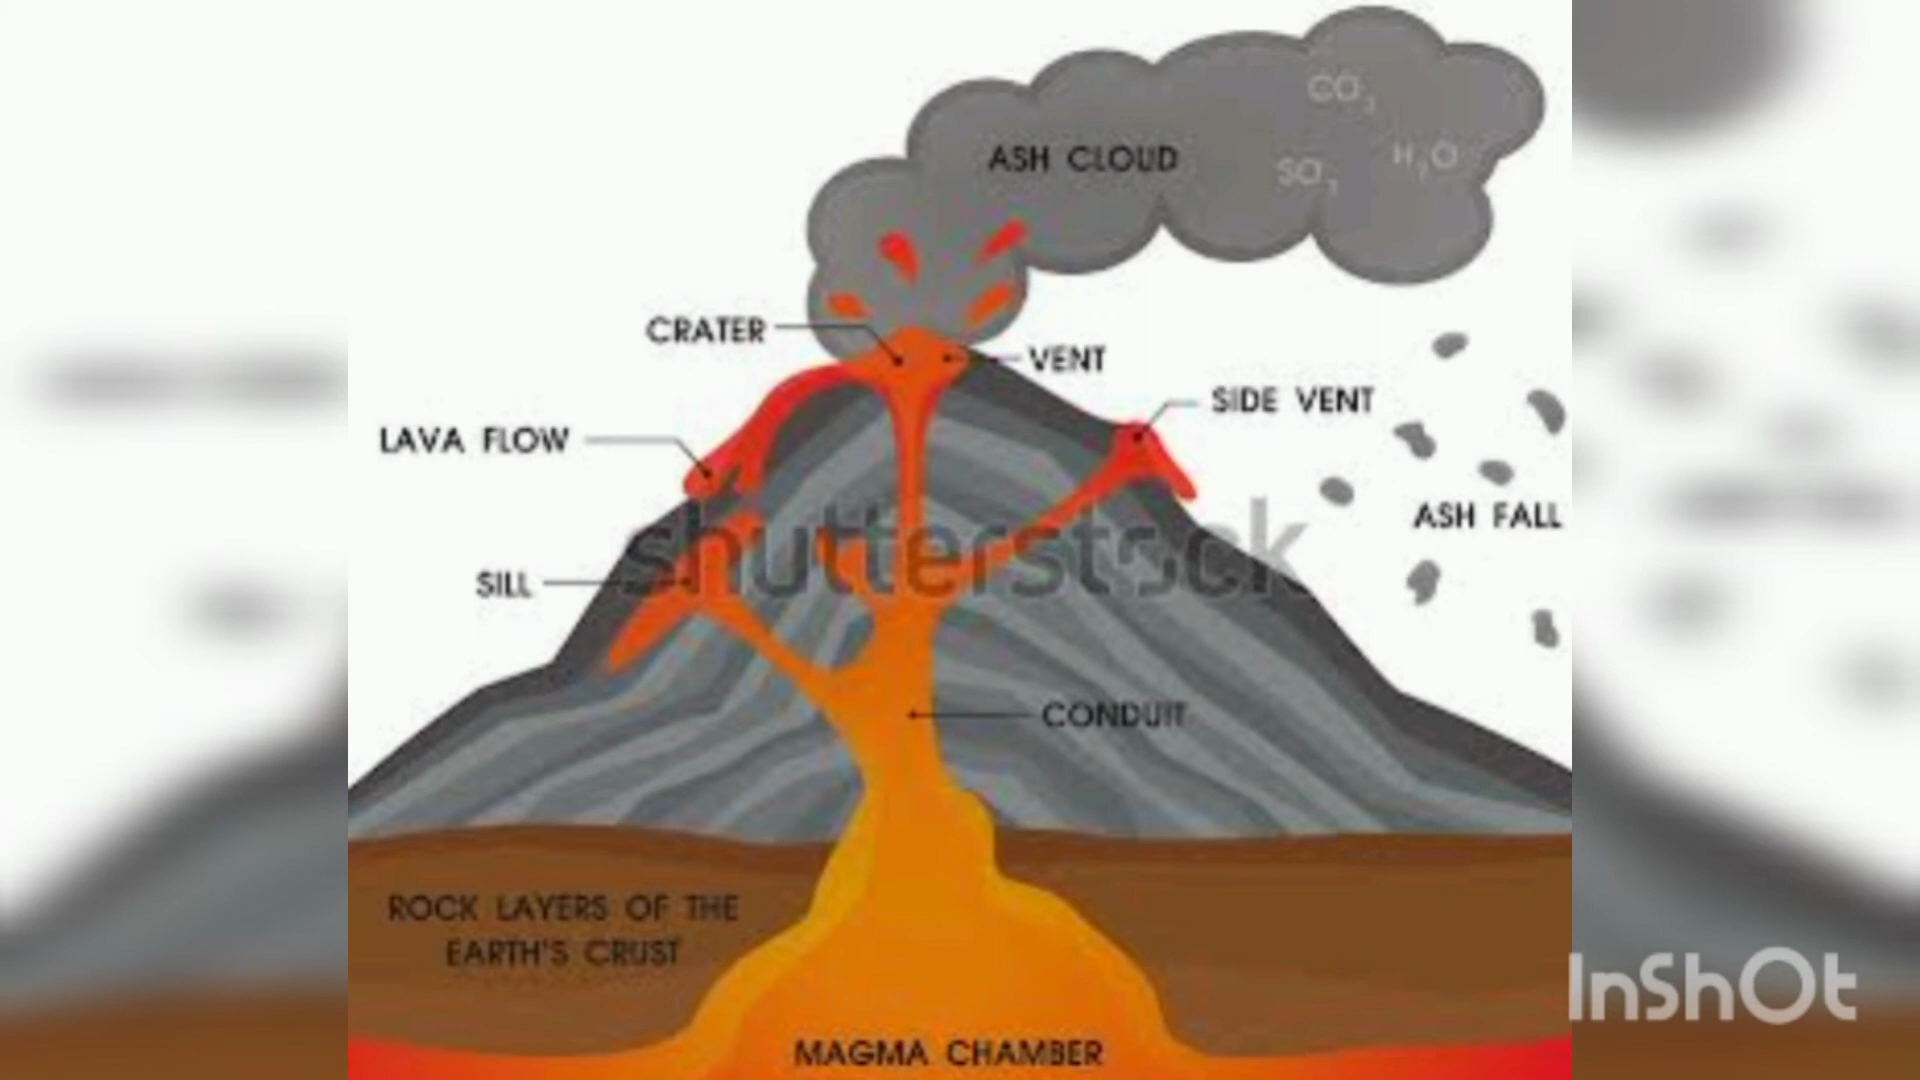 CO2
ASH CLOUD
SO2
H2O
CRATER
VENT
SIDE VENT
LAVA FLOW
ASH FALL
shutterstock
SILL
CONDUIT
ROCK LAYERS OF THE
EARTH'S CRUST
InShOt
MAGMA CHAMBER